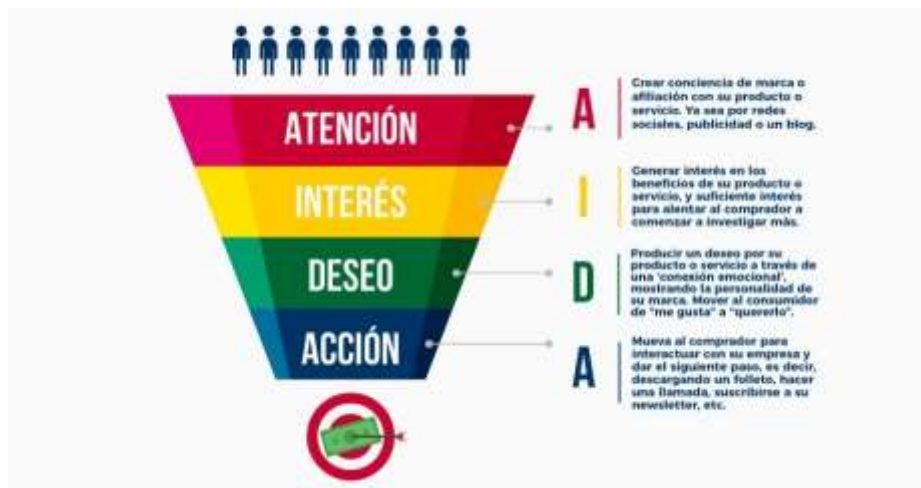 ATENCIÓN
A
Crear conciencia de marca o
afiliación con su producto o
servicio. Ya sea por redes
sociales, publicidad o un blog.
INTERÉS
I
Generar interés en los
beneficios de su producto o
servicio, y suficiente interés
para alentar al comprador a
comenzar a investigar más.
DESEO
D
Producir un deseo por su
producto o servicio a través de
una 'conexión emocional',
mostrando la personalidad de
su marca. Mover al consumidor
de "me gusta" a "quererlo".
ACCIÓN
A
Mueva al comprador para
interactuar con su empresa y
dar el siguiente paso, es decir,
descargando un folleto, hacer
una llamada, suscribirse a su
newsletter, etc.